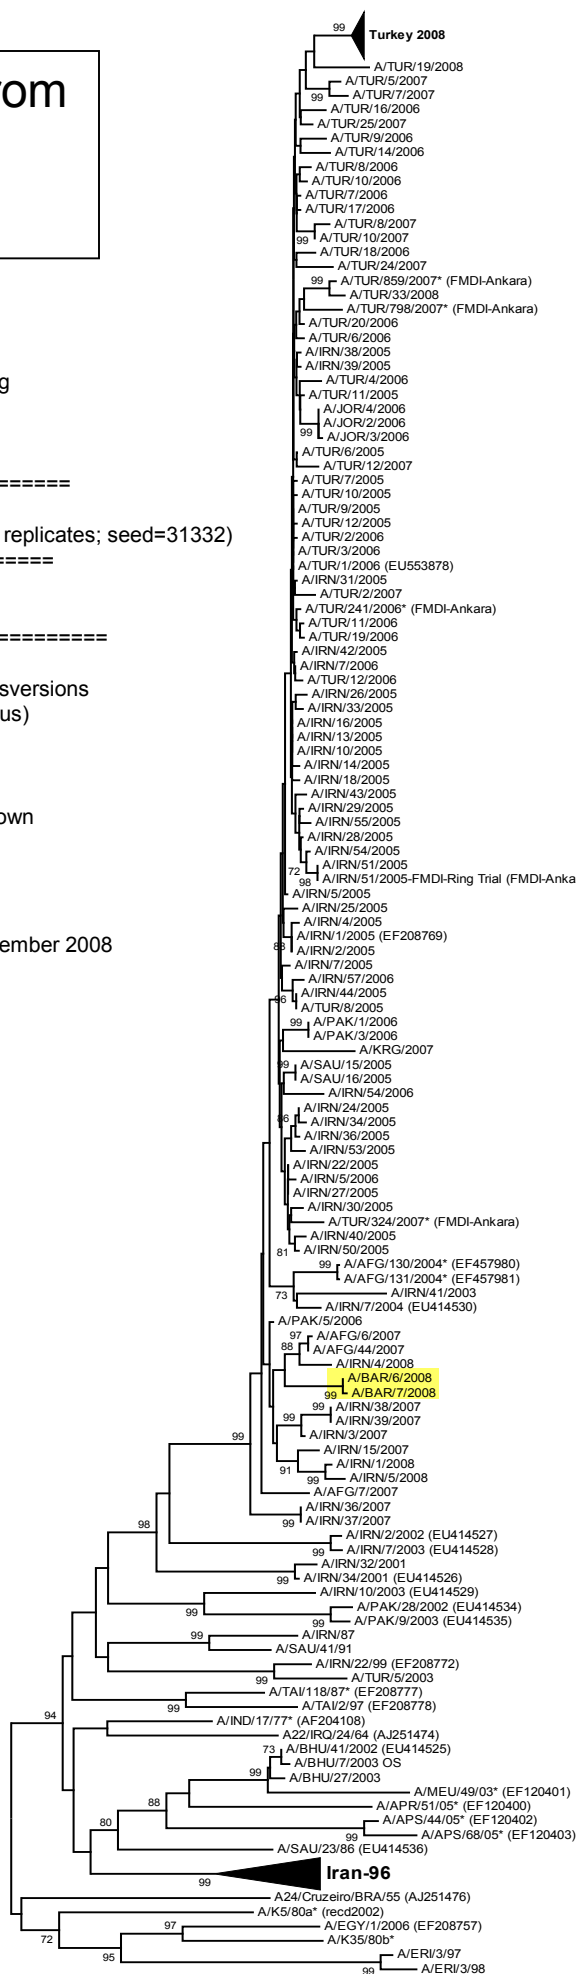 rom
g
======
replicates; seed=31332)
=====
=========
sversions
us)
own
ember 2008
99
Turkey 2008
A/TUR/19/2008
A/TUR/5/2007
99
A/TUR/7/2007
A/TUR/16/2006
A/TUR/25/2007
A/TUR/9/2006
A/TUR/14/2006
A/TUR/8/2006
A/TUR/10/2006
A/TUR/7/2006
A/TUR/17/2006
A/TUR/8/2007
99
A/TUR/10/2007
A/TUR/18/2006
A/TUR/24/2007
99
A/TUR/859/2007* (FMDI-Ankara)
A/TUR/33/2008
A/TUR/798/2007* (FMDI-Ankara)
A/TUR/20/2006
A/TUR/6/2006
A/IRN/38/2005
A/IRN/39/2005
A/TUR/4/2006
A/TUR/11/2005
A/JOR/4/2006
A/JOR/2/2006
99
A/JOR/3/2006
A/TUR/6/2005
A/TUR/12/2007
A/TUR/7/2005
A/TUR/10/2005
A/TUR/9/2005
A/TUR/12/2005
A/TUR/2/2006
A/TUR/3/2006
A/TUR/1/2006 (EU553878)
A/IRN/31/2005
A/TUR/2/2007
A/TUR/241/2006* (FMDI-Ankara)
A/TUR/11/2006
A/TUR/19/2006
A/IRN/42/2005
A/IRN/7/2006
A/TUR/12/2006
A/IRN/26/2005
A/IRN/33/2005
A/IRN/16/2005
A/IRN/13/2005
A/IRN/10/2005
A/IRN/14/2005
A/IRN/18/2005
A/IRN/43/2005
A/IRN/29/2005
A/IRN/55/2005
A/IRN/28/2005
A/IRN/54/2005
72
A/IRN/51/2005
98
A/IRN/51/2005-FMDI-Ring Trial (FMDI-Anka
A/IRN/5/2005
A/IRN/25/2005
A/IRN/4/2005
A/IRN/1/2005 (EF208769)
A/IRN/2/2005
A/IRN/7/2005
A/IRN/57/2006
A/IRN/44/2005
96
A/TUR/8/2005
99
A/PAK/1/2006
A/PAK/3/2006
A/KRG/2007
99
A/SAU/15/2005
A/SAU/16/2005
A/IRN/54/2006
A/IRN/24/2005
86
A/IRN/34/2005
A/IRN/36/2005
A/IRN/53/2005
A/IRN/22/2005
A/IRN/5/2006
A/IRN/27/2005
A/IRN/30/2005
A/TUR/324/2007* (FMDI-Ankara)
A/IRN/40/2005
81
A/IRN/50/2005
99
A/AFG/130/2004* (EF457980)
A/AFG/131/2004* (EF457981)
73
A/IRN/41/2003
A/IRN/7/2004 (EU414530)
A/PAK/5/2006
97
A/AFG/6/2007
88
A/AFG/44/2007
A/IRN/4/2008
A/BAR/6/2008
99
A/BAR/7/2008
99
A/IRN/38/2007
99
A/IRN/39/2007
A/IRN/3/2007
99
A/IRN/15/2007
91
A/IRN/1/2008
99
A/IRN/5/2008
A/AFG/7/2007
A/IRN/36/2007
99
A/IRN/37/2007
98
A/IRN/2/2002 (EU414527)
99
A/IRN/7/2003 (EU414528)
A/IRN/32/2001
99
A/IRN/34/2001 (EU414526)
A/IRN/10/2003 (EU414529)
99
A/PAK/28/2002 (EU414534)
99
A/PAK/9/2003 (EU414535)
99
A/IRN/87
A/SAU/41/91
A/IRN/22/99 (EF208772)
99
A/TUR/5/2003
A/TAI/118/87* (EF208777)
99
A/TAI/2/97 (EF208778)
94
A/IND/17/77* (AF204108)
A22/IRQ/24/64 (AJ251474)
73
A/BHU/41/2002 (EU414525)
A/BHU/7/2003 OS
99
A/BHU/27/2003
A/MEU/49/03* (EF120401)
88
A/APR/51/05* (EF120400)
80
A/APS/44/05* (EF120402)
99
A/APS/68/05* (EF120403)
A/SAU/23/86 (EU414536)
Iran-96
99
A24/Cruzeiro/BRA/55 (AJ251476)
A/K5/80a* (recd2002)
72
97
A/EGY/1/2006 (EF208757)
A/K35/80b*
95
A/ERI/3/97
99
A/ERI/3/98